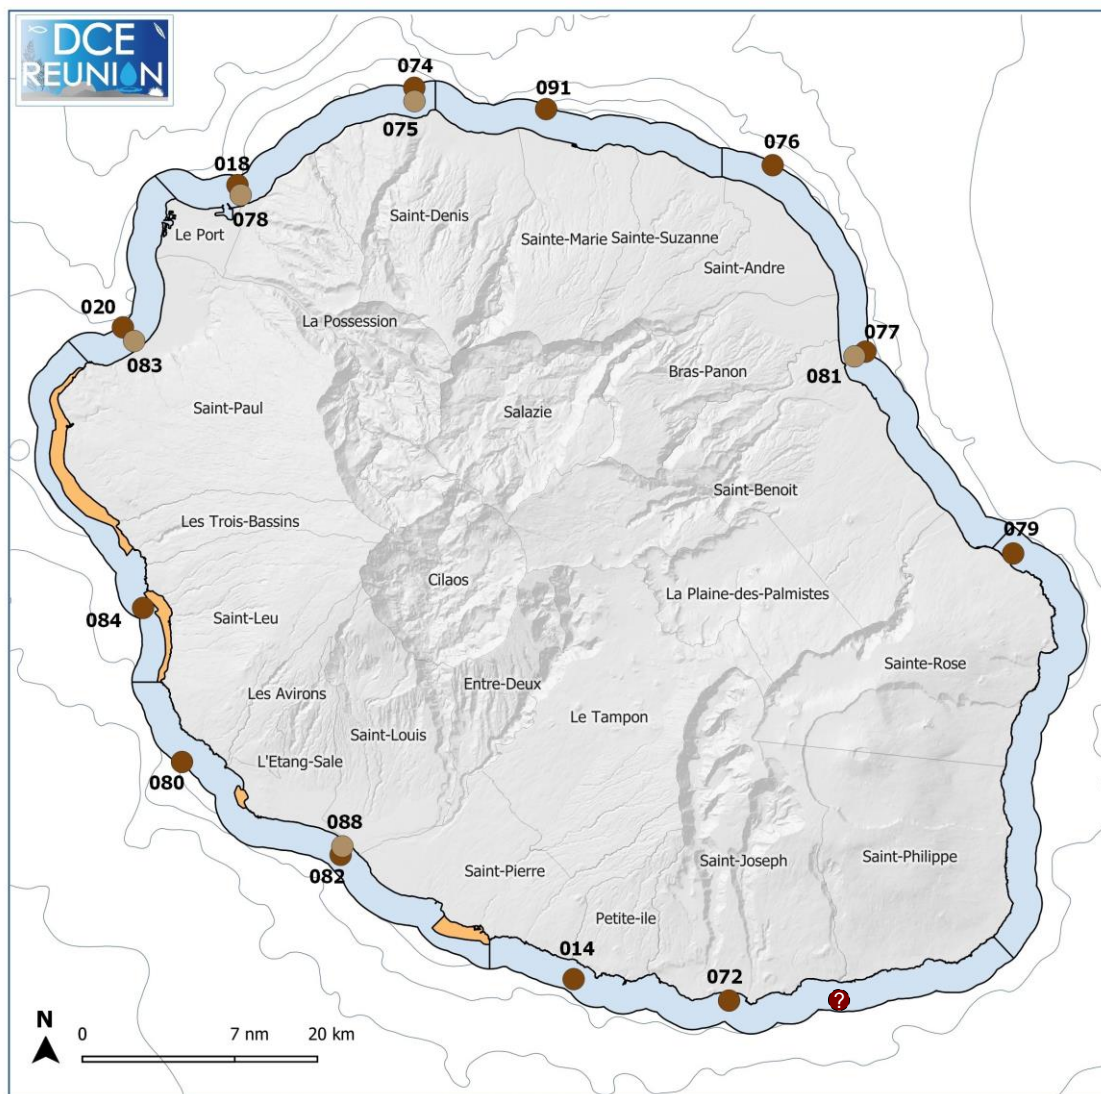 DCE
REUNION
074
091
075
076
018
Saint-Denis
078
Le Port
Sainte-Marie
Sainte-Suzanne
Saint-Andre
020
La Possession
083
077
081
Bras-Panon
Saint-Paul
Salazie
Saint-Benoit
Les Trois-Bassins
079
Cilaos
La Plaine-des-Palmistes
084
Saint-Leu
Sainte-Rose
Entre-Deux
Les Avirons
Le Tampon
Saint-Louis
080
L'Etang-Sale
088
Saint-Joseph
Saint-Philippe
082
Saint-Pierre
Petite-ile
014
072
?
N
0
7 nm
20 km